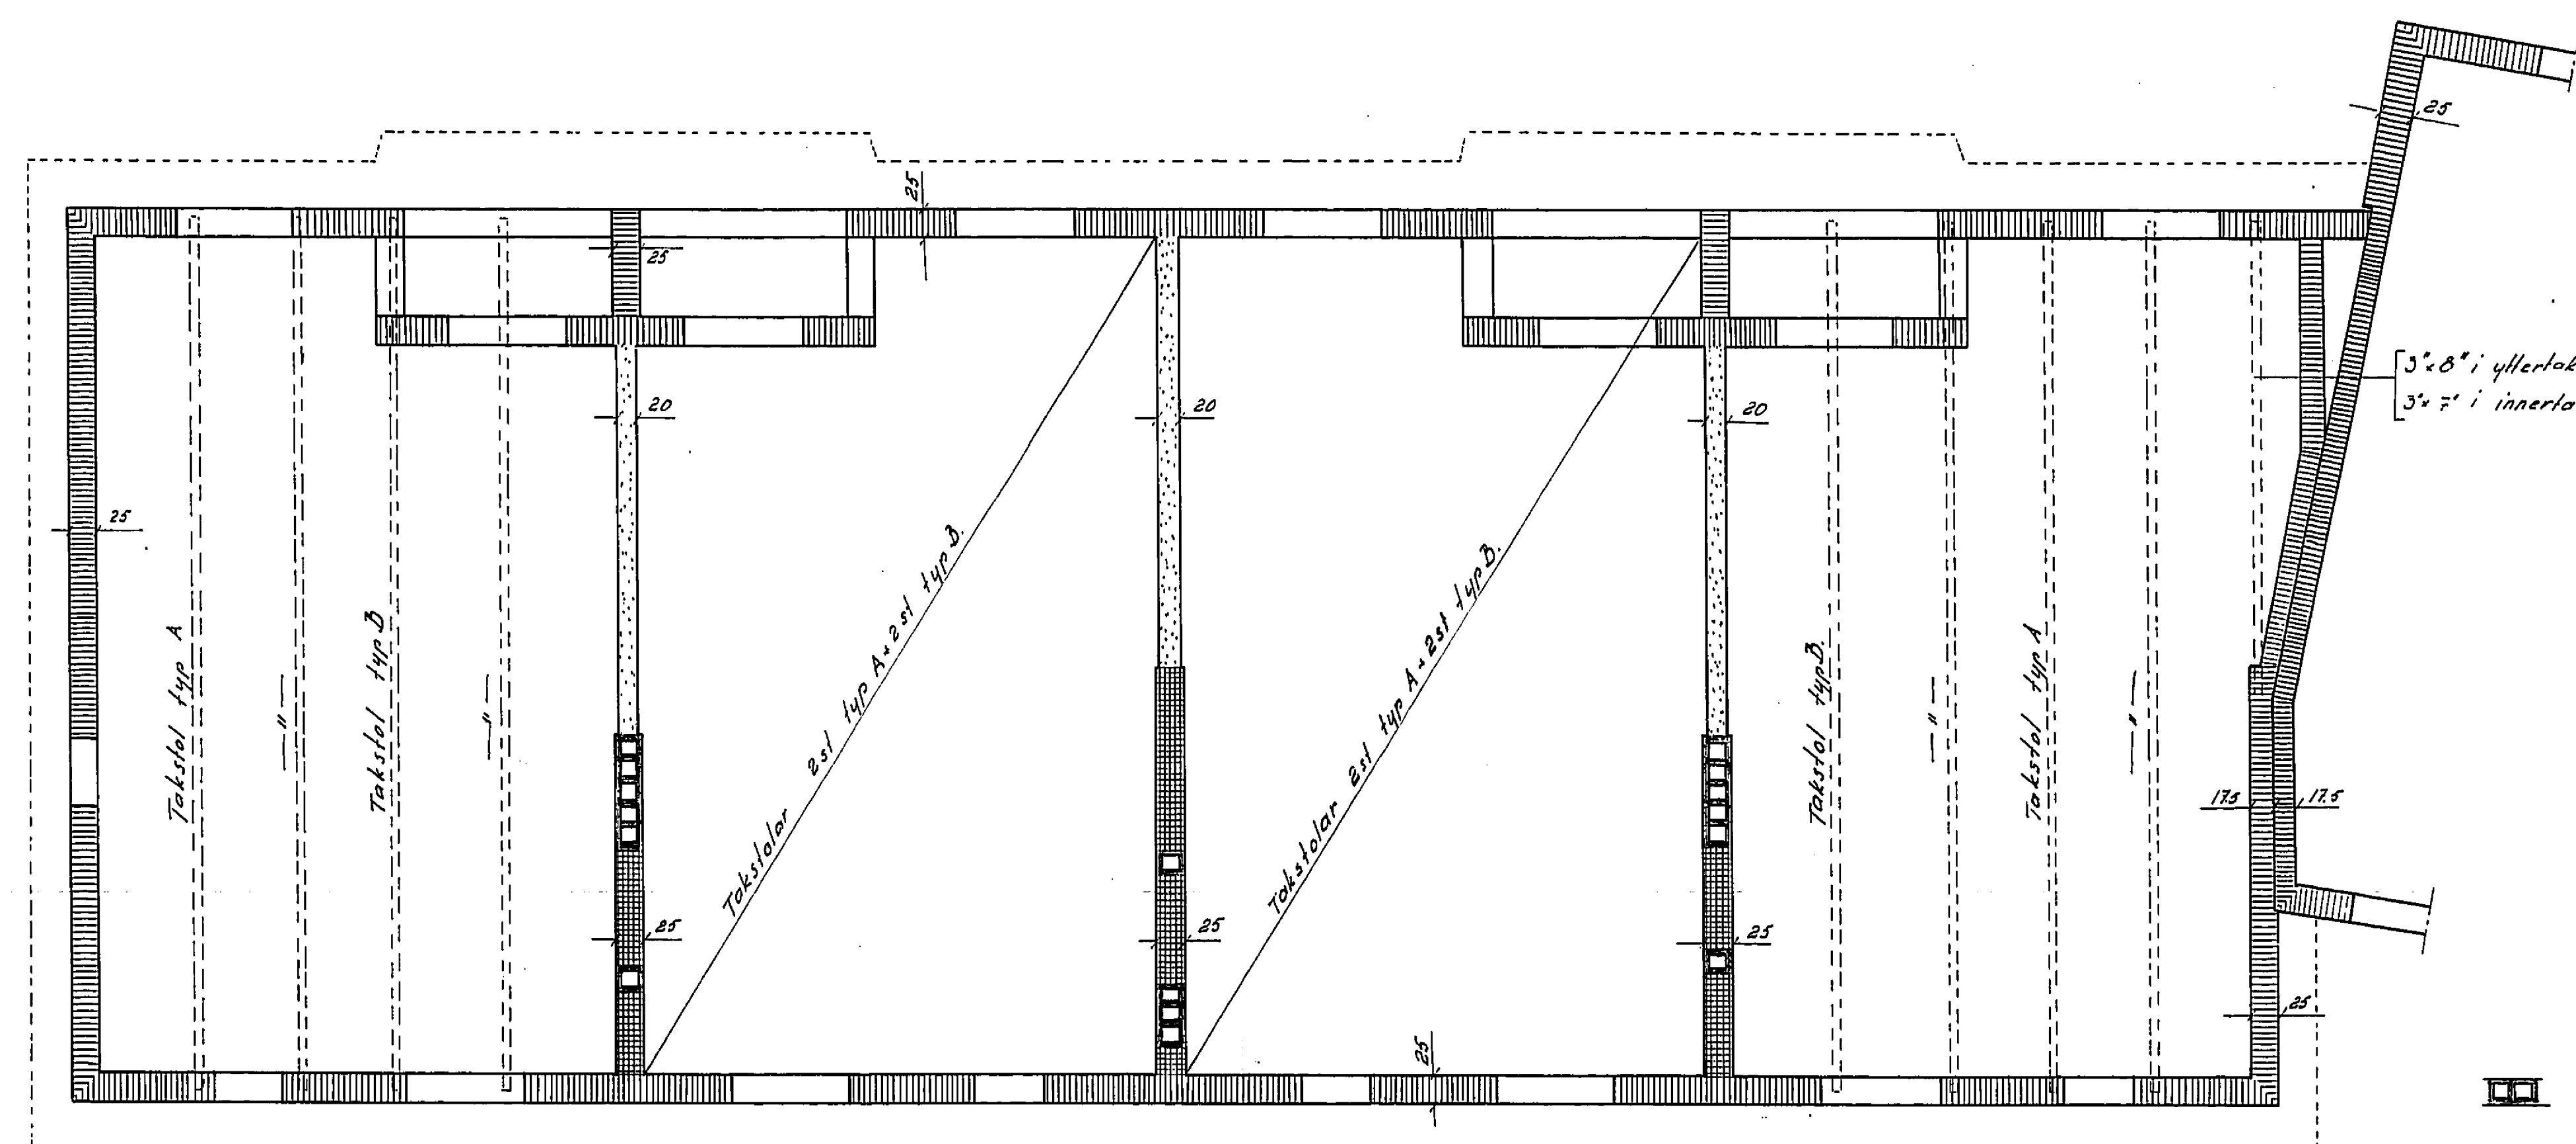 25
25
25
25
20
20
20
3"x8" i yttertak
3"x7" i innerta
25
Takstol typ A
—"—
Takstol typ B
—"—
Takstolar 2st typ A + 2st typ B.
Takstolar 2st typ A + 2st typ B.
Takstol typ B.
—"—
Takstol typ A
—"—
17.5
17.5
25
25
25
25
25